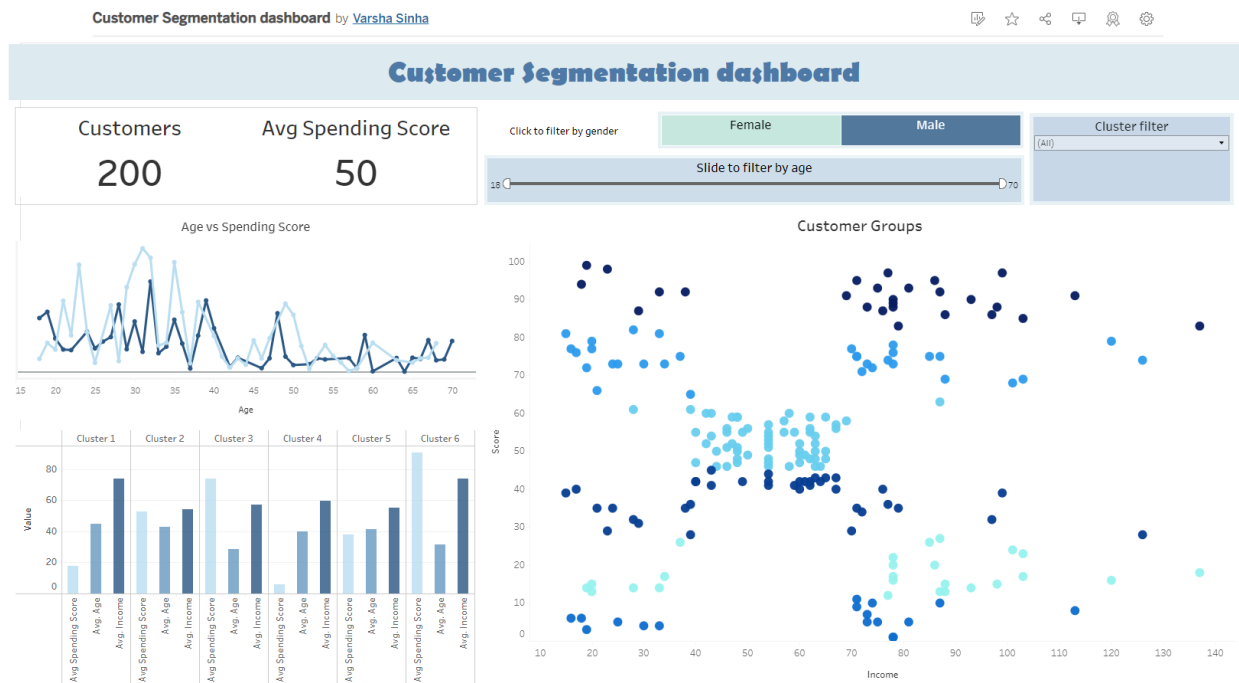 Customer Segmentation dashboard by Varsha Sinha
Customer Segmentation dashboard
Customers
Avg Spending Score
200
50
Click to filter by gender
Female
Male
Cluster filter
(All)
Slide to filter by age
18
70
Age vs Spending Score
15 20 25 30 35 40 45 50 55 60 65 70
Age
Cluster 1 Cluster 2 Cluster 3 Cluster 4 Cluster 5 Cluster 6
Value
80
60
40
20
0
Avg Spending Score
Avg. Age
Avg. Income
Avg Spending Score
Avg. Age
Avg. Income
Avg Spending Score
Avg. Age
Avg. Income
Avg Spending Score
Avg. Age
Avg. Income
Avg Spending Score
Avg. Age
Avg. Income
Avg Spending Score
Avg. Age
Avg. Income
Customer Groups
Score
100
90
80
70
60
50
40
30
20
10
0
10 20 30 40 50 60 70 80 90 100 110 120 130 140
Income